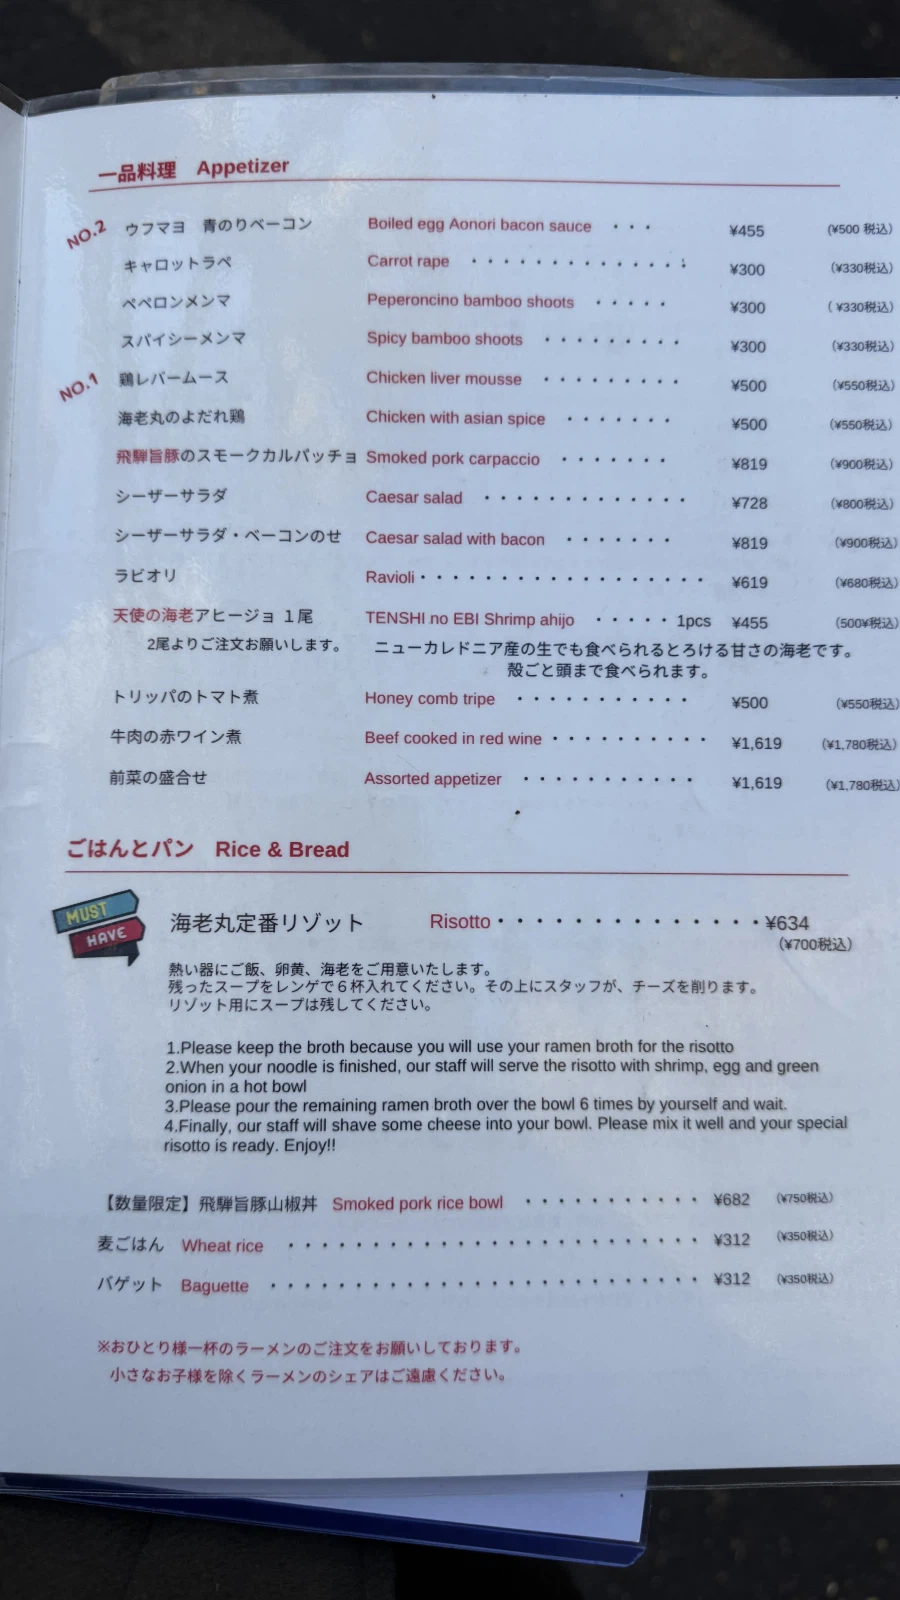 一品料理 Appetizer
NO.2 ウフマヨ 青のりベーコン Boiled egg Aonori bacon sauce ・・・ ¥455 (¥500 税込)
キャロットラペ Carrot rape ・・・・・・・・・・・・・ ¥300 (¥330税込)
ペペロンメンマ Peperoncino bamboo shoots ・・・・・ ¥300 ( ¥330税込)
スパイシーメンマ Spicy bamboo shoots ・・・・・・・・ ¥300 (¥330税込)
NO.1 鶏レバームース Chicken liver mousse ・・・・・・・・ ¥500 (¥550税込)
海老丸のよだれ鶏 Chicken with asian spice ・・・・・・ ¥500 (¥550税込)
飛騨旨豚のスモークカルパッチョ Smoked pork carpaccio ・・・・・・ ¥819 (¥900税込)
シーザーサラダ Caesar salad ・・・・・・・・・・・・ ¥728 (¥800税込)
シーザーサラダ・ベーコンのせ Caesar salad with bacon ・・・・・・ ¥819 (¥900税込)
ラビオリ Ravioli・・・・・・・・・・・・・・・・・ ¥619 (¥680税込)
天使の海老アヒージョ 1尾 TENSHI no EBI Shrimp ahijo ・・・・・ 1pcs ¥455 (500¥税込)
2尾よりご注文お願いします。 ニューカレドニア産の生でも食べられるとろける甘さの海老です。
殻ごと頭まで食べられます。
トリッパのトマト煮 Honey comb tripe ・・・・・・・・・・ ¥500 (¥550税込)
牛肉の赤ワイン煮 Beef cooked in red wine ・・・・・・・・・ ¥1,619 (¥1,780税込)
前菜の盛合せ Assorted appetizer ・・・・・・・・・・ ¥1,619 (¥1,780税込)
ごはんとパン Rice & Bread
MUST
HAVE
海老丸定番リゾット Risotto・・・・・・・・・・・・・・・¥634
(¥700税込)
熱い器にご飯、卵黄、海老をご用意いたします。
残ったスープをレンゲで６杯入れてください。その上にスタッフが、チーズを削ります。
リゾット用にスープは残してください。
1.Please keep the broth because you will use your ramen broth for the risotto
2.When your noodle is finished, our staff will serve the risotto with shrimp, egg and green
onion in a hot bowl
3.Please pour the remaining ramen broth over the bowl 6 times by yourself and wait.
4.Finally, our staff will shave some cheese into your bowl. Please mix it well and your special
risotto is ready. Enjoy!!
【数量限定】飛騨旨豚山椒丼 Smoked pork rice bowl ・・・・・・・・・・ ¥682 (¥750税込)
麦ごはん Wheat rice ・・・・・・・・・・・・・・・・・・・・・・ ¥312 (¥350税込)
バゲット Baguette ・・・・・・・・・・・・・・・・・・・・・・・ ¥312 (¥350税込)
※おひとり様一杯のラーメンのご注文をお願いしております。
小さなお子様を除くラーメンのシェアはご遠慮ください。